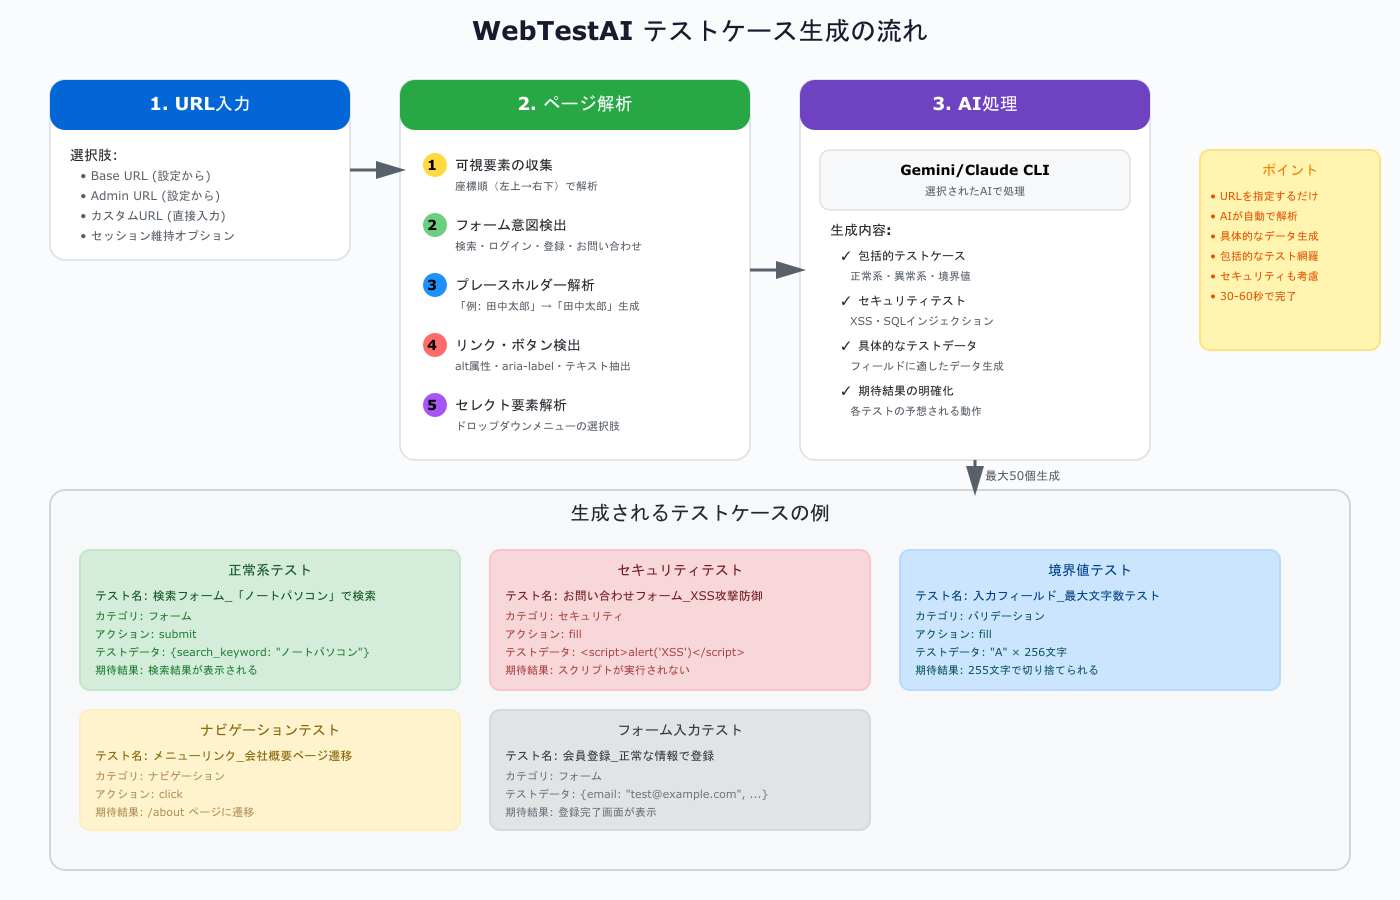 WebTestAI テストケース生成の流れ
1. URL入力
選択肢:
• Base URL (設定から)
• Admin URL (設定から)
• カスタムURL (直接入力)
• セッション維持オプション
2. ページ解析
1 可視要素の収集
座標順（左上→右下）で解析
2 フォーム意図検出
検索・ログイン・登録・お問い合わせ
3 プレースホルダー解析
「例: 田中太郎」→「田中太郎」生成
4 リンク・ボタン検出
alt属性・aria-label・テキスト抽出
5 セレクト要素解析
ドロップダウンメニューの選択肢
3. AI処理
Gemini/Claude CLI
選択されたAIで処理
生成内容:
✓ 包括的テストケース
正常系・異常系・境界値
✓ セキュリティテスト
XSS・SQLインジェクション
✓ 具体的なテストデータ
フィールドに適したデータ生成
✓ 期待結果の明確化
各テストの予想される動作
ポイント
• URLを指定するだけ
• AIが自動で解析
• 具体的なデータ生成
• 包括的なテスト網羅
• セキュリティも考慮
• 30-60秒で完了
最大50個生成
生成されるテストケースの例
正常系テスト
テスト名: 検索フォーム_「ノートパソコン」で検索
カテゴリ: フォーム
アクション: submit
テストデータ: {search_keyword: "ノートパソコン"}
期待結果: 検索結果が表示される
セキュリティテスト
テスト名: お問い合わせフォーム_XSS攻撃防御
カテゴリ: セキュリティ
アクション: fill
テストデータ: <script>alert('XSS')</script>
期待結果: スクリプトが実行されない
境界値テスト
テスト名: 入力フィールド_最大文字数テスト
カテゴリ: バリデーション
アクション: fill
テストデータ: "A" × 256文字
期待結果: 255文字で切り捨てられる
ナビゲーションテスト
テスト名: メニューリンク_会社概要ページ遷移
カテゴリ: ナビゲーション
アクション: click
期待結果: /about ページに遷移
フォーム入力テスト
テスト名: 会員登録_正常な情報で登録
カテゴリ: フォーム
テストデータ: {email: "test@example.com", ...}
期待結果: 登録完了画面が表示